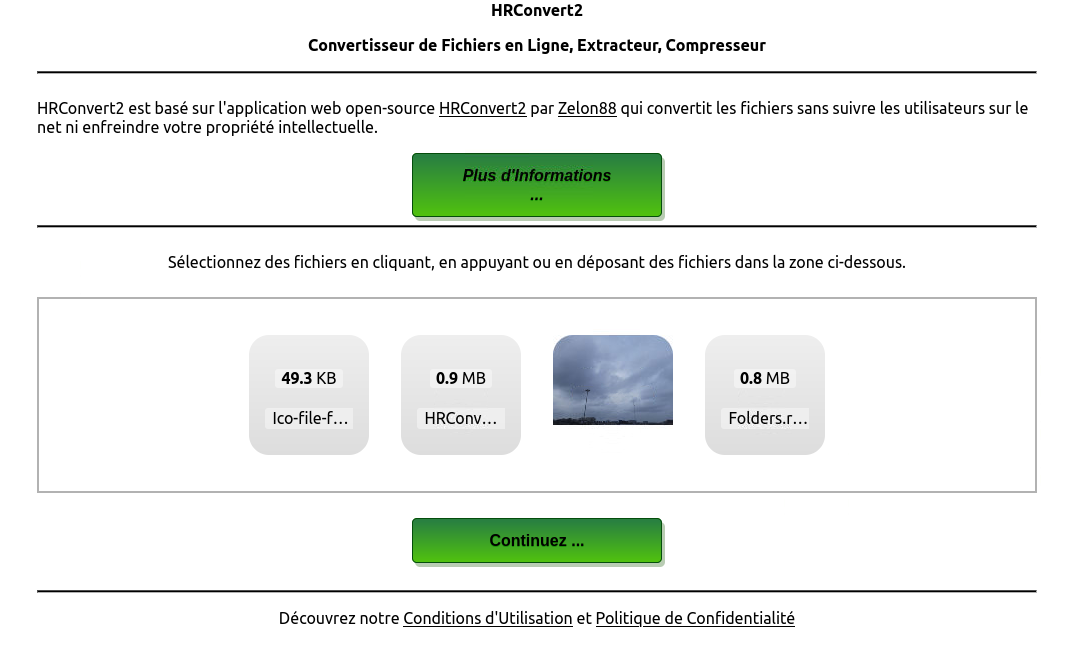 HRConvert2
Convertisseur de Fichiers en Ligne, Extracteur, Compresseur
HRConvert2 est basé sur l'application web open-source HRConvert2 par Zelon88 qui convertit les fichiers sans suivre les utilisateurs sur le
net ni enfreindre votre propriété intellectuelle.
Plus d'Informations
...
Sélectionnez des fichiers en cliquant, en appuyant ou en déposant des fichiers dans la zone ci-dessous.
49.3 KB
0.9 MB
0.8 MB
Ico-file-f…
HRConv…
Folders.r…
Continuez ...
Découvrez notre Conditions d'Utilisation et Politique de Confidentialité